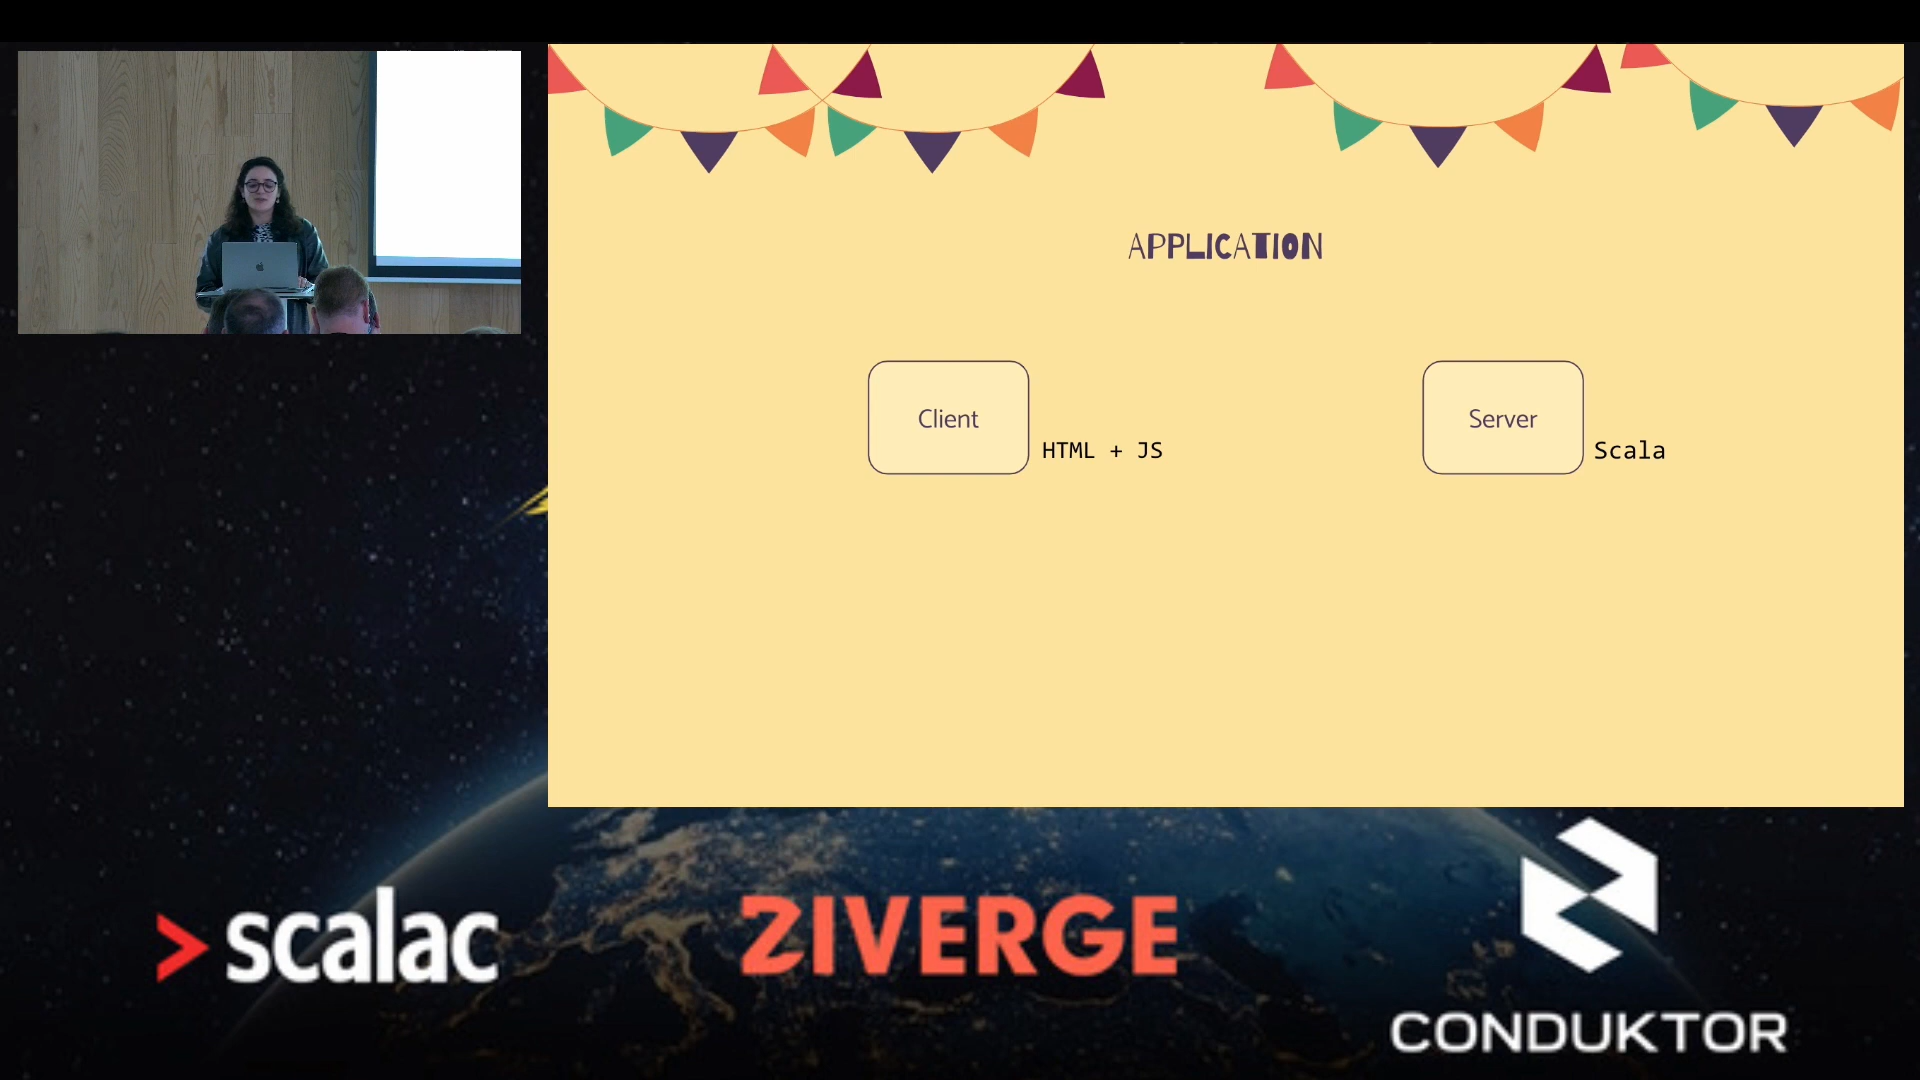 APPLICATION
Client
HTML + JS
Server
Scala
scalac
ZIVERGE
CONDUKTOR